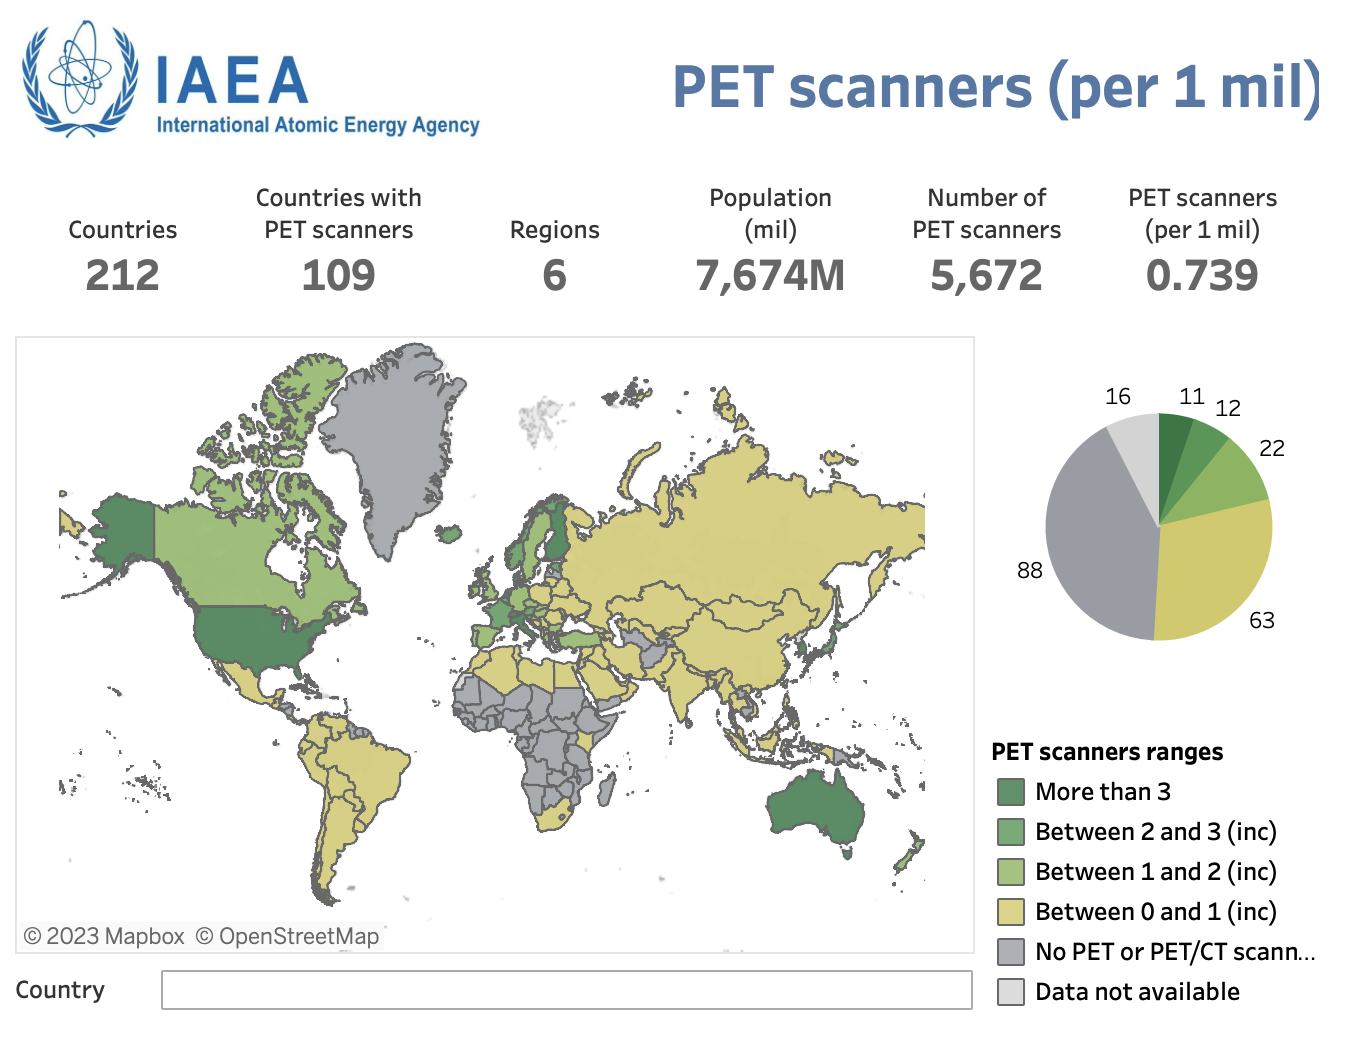 IAEA
International Atomic Energy Agency
PET scanners (per 1 mil)
Countries
212
Countries with
PET scanners
109
Regions
6
Population
(mil)
7,674M
Number of
PET scanners
5,672
PET scanners
(per 1 mil)
0.739
16
11
12
22
88
63
PET scanners ranges
More than 3
Between 2 and 3 (inc)
Between 1 and 2 (inc)
Between 0 and 1 (inc)
No PET or PET/CT scann...
Data not available
© 2023 Mapbox © OpenStreetMap
Country